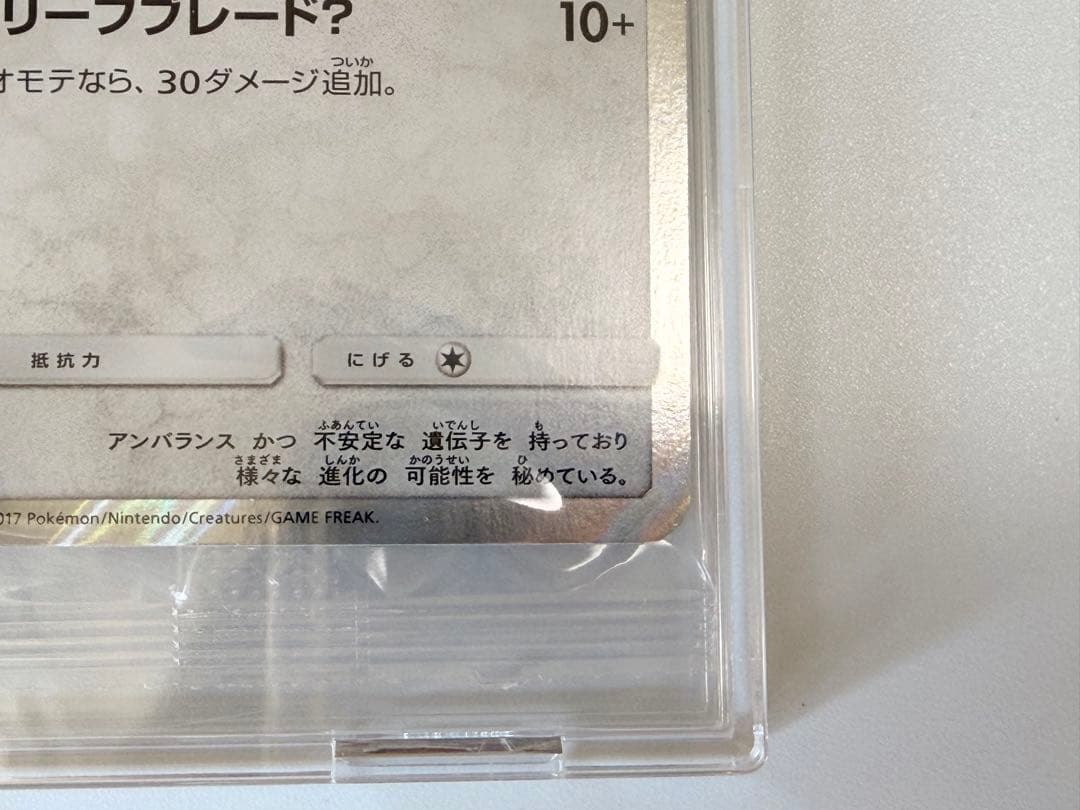 リーフブレード? 10+
オモテなら、30ダメージ追加。
抵抗力 にげる
アンバランス かつ 不安定な 遺伝子を 持っており
様々な 進化の 可能性を 秘めている。
017 Pokémon/Nintendo/Creatures/GAME FREAK.